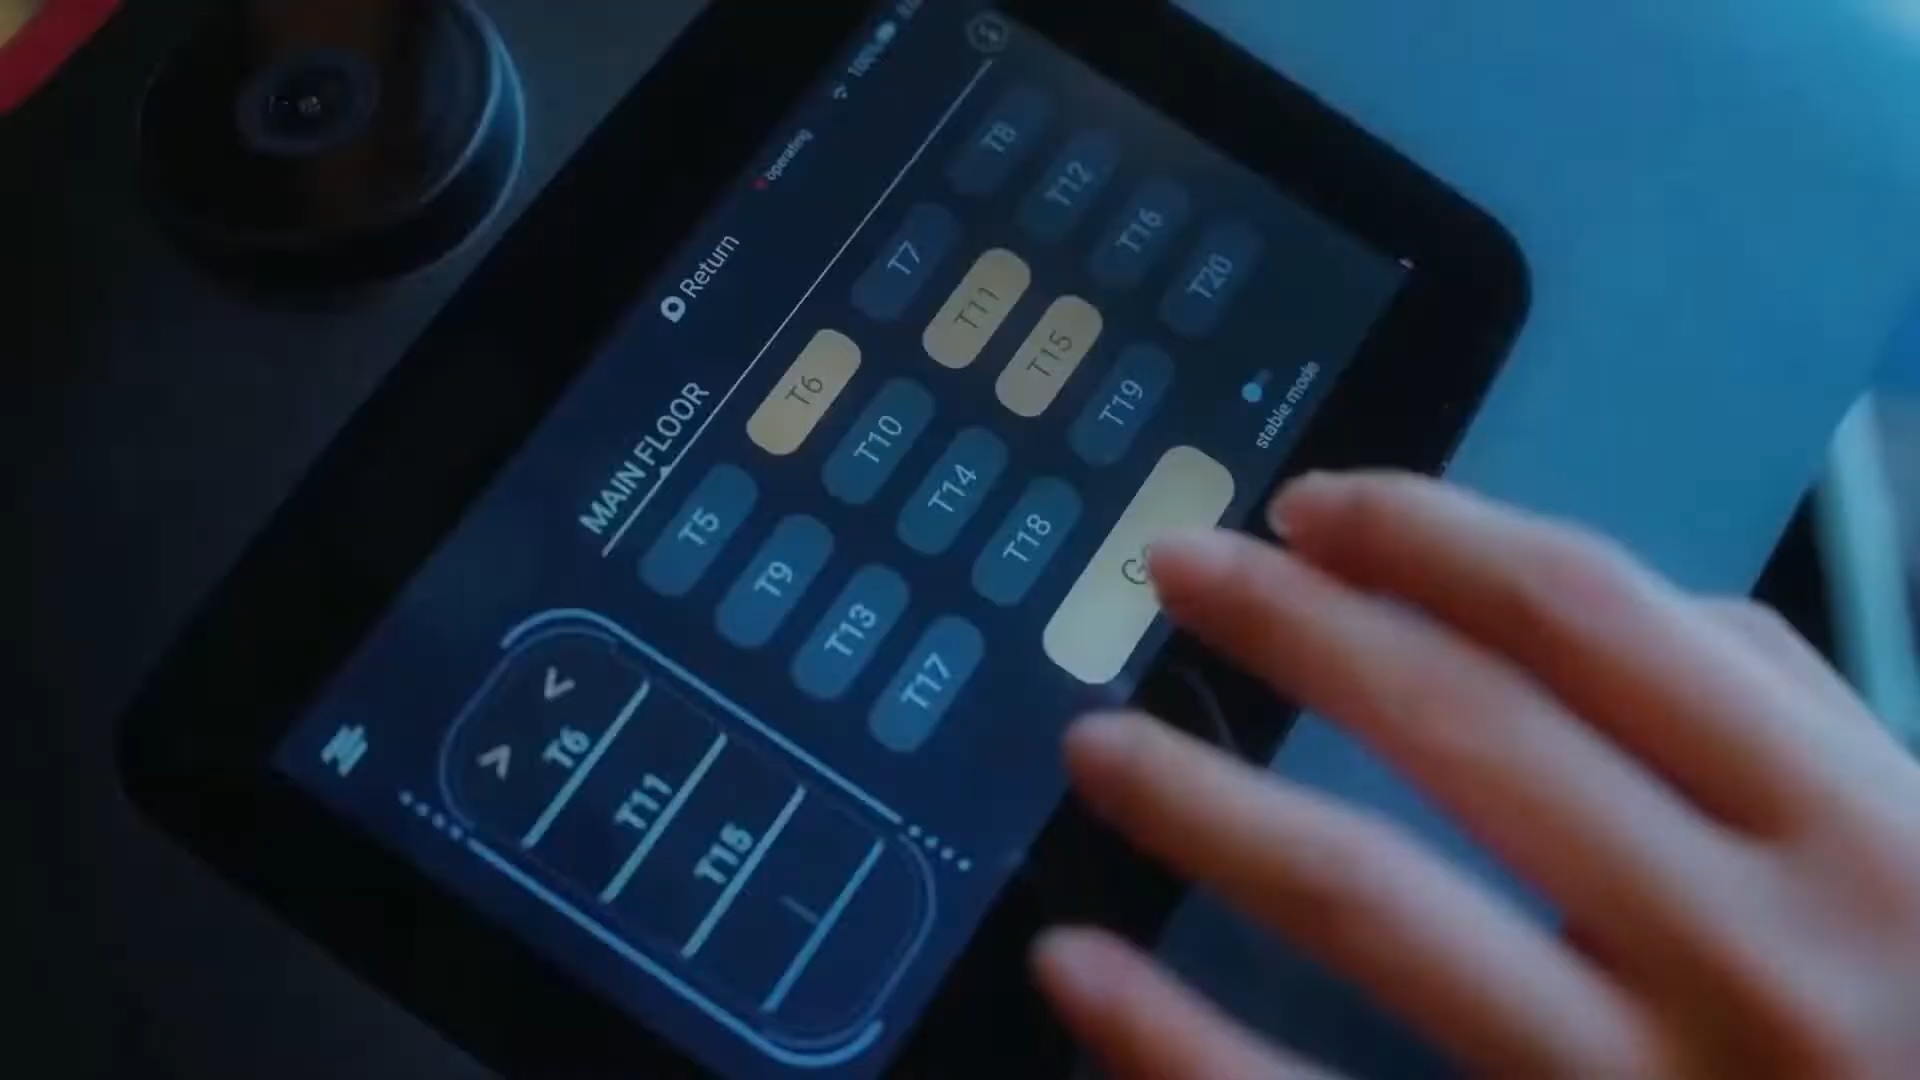 100%
operating
Return
MAIN FLOOR
T5 T6 T7 T8
T9 T10 T11 T12
T13 T14 T15 T16
T17 T18 T19 T20
stable mode
T6
T11
T15